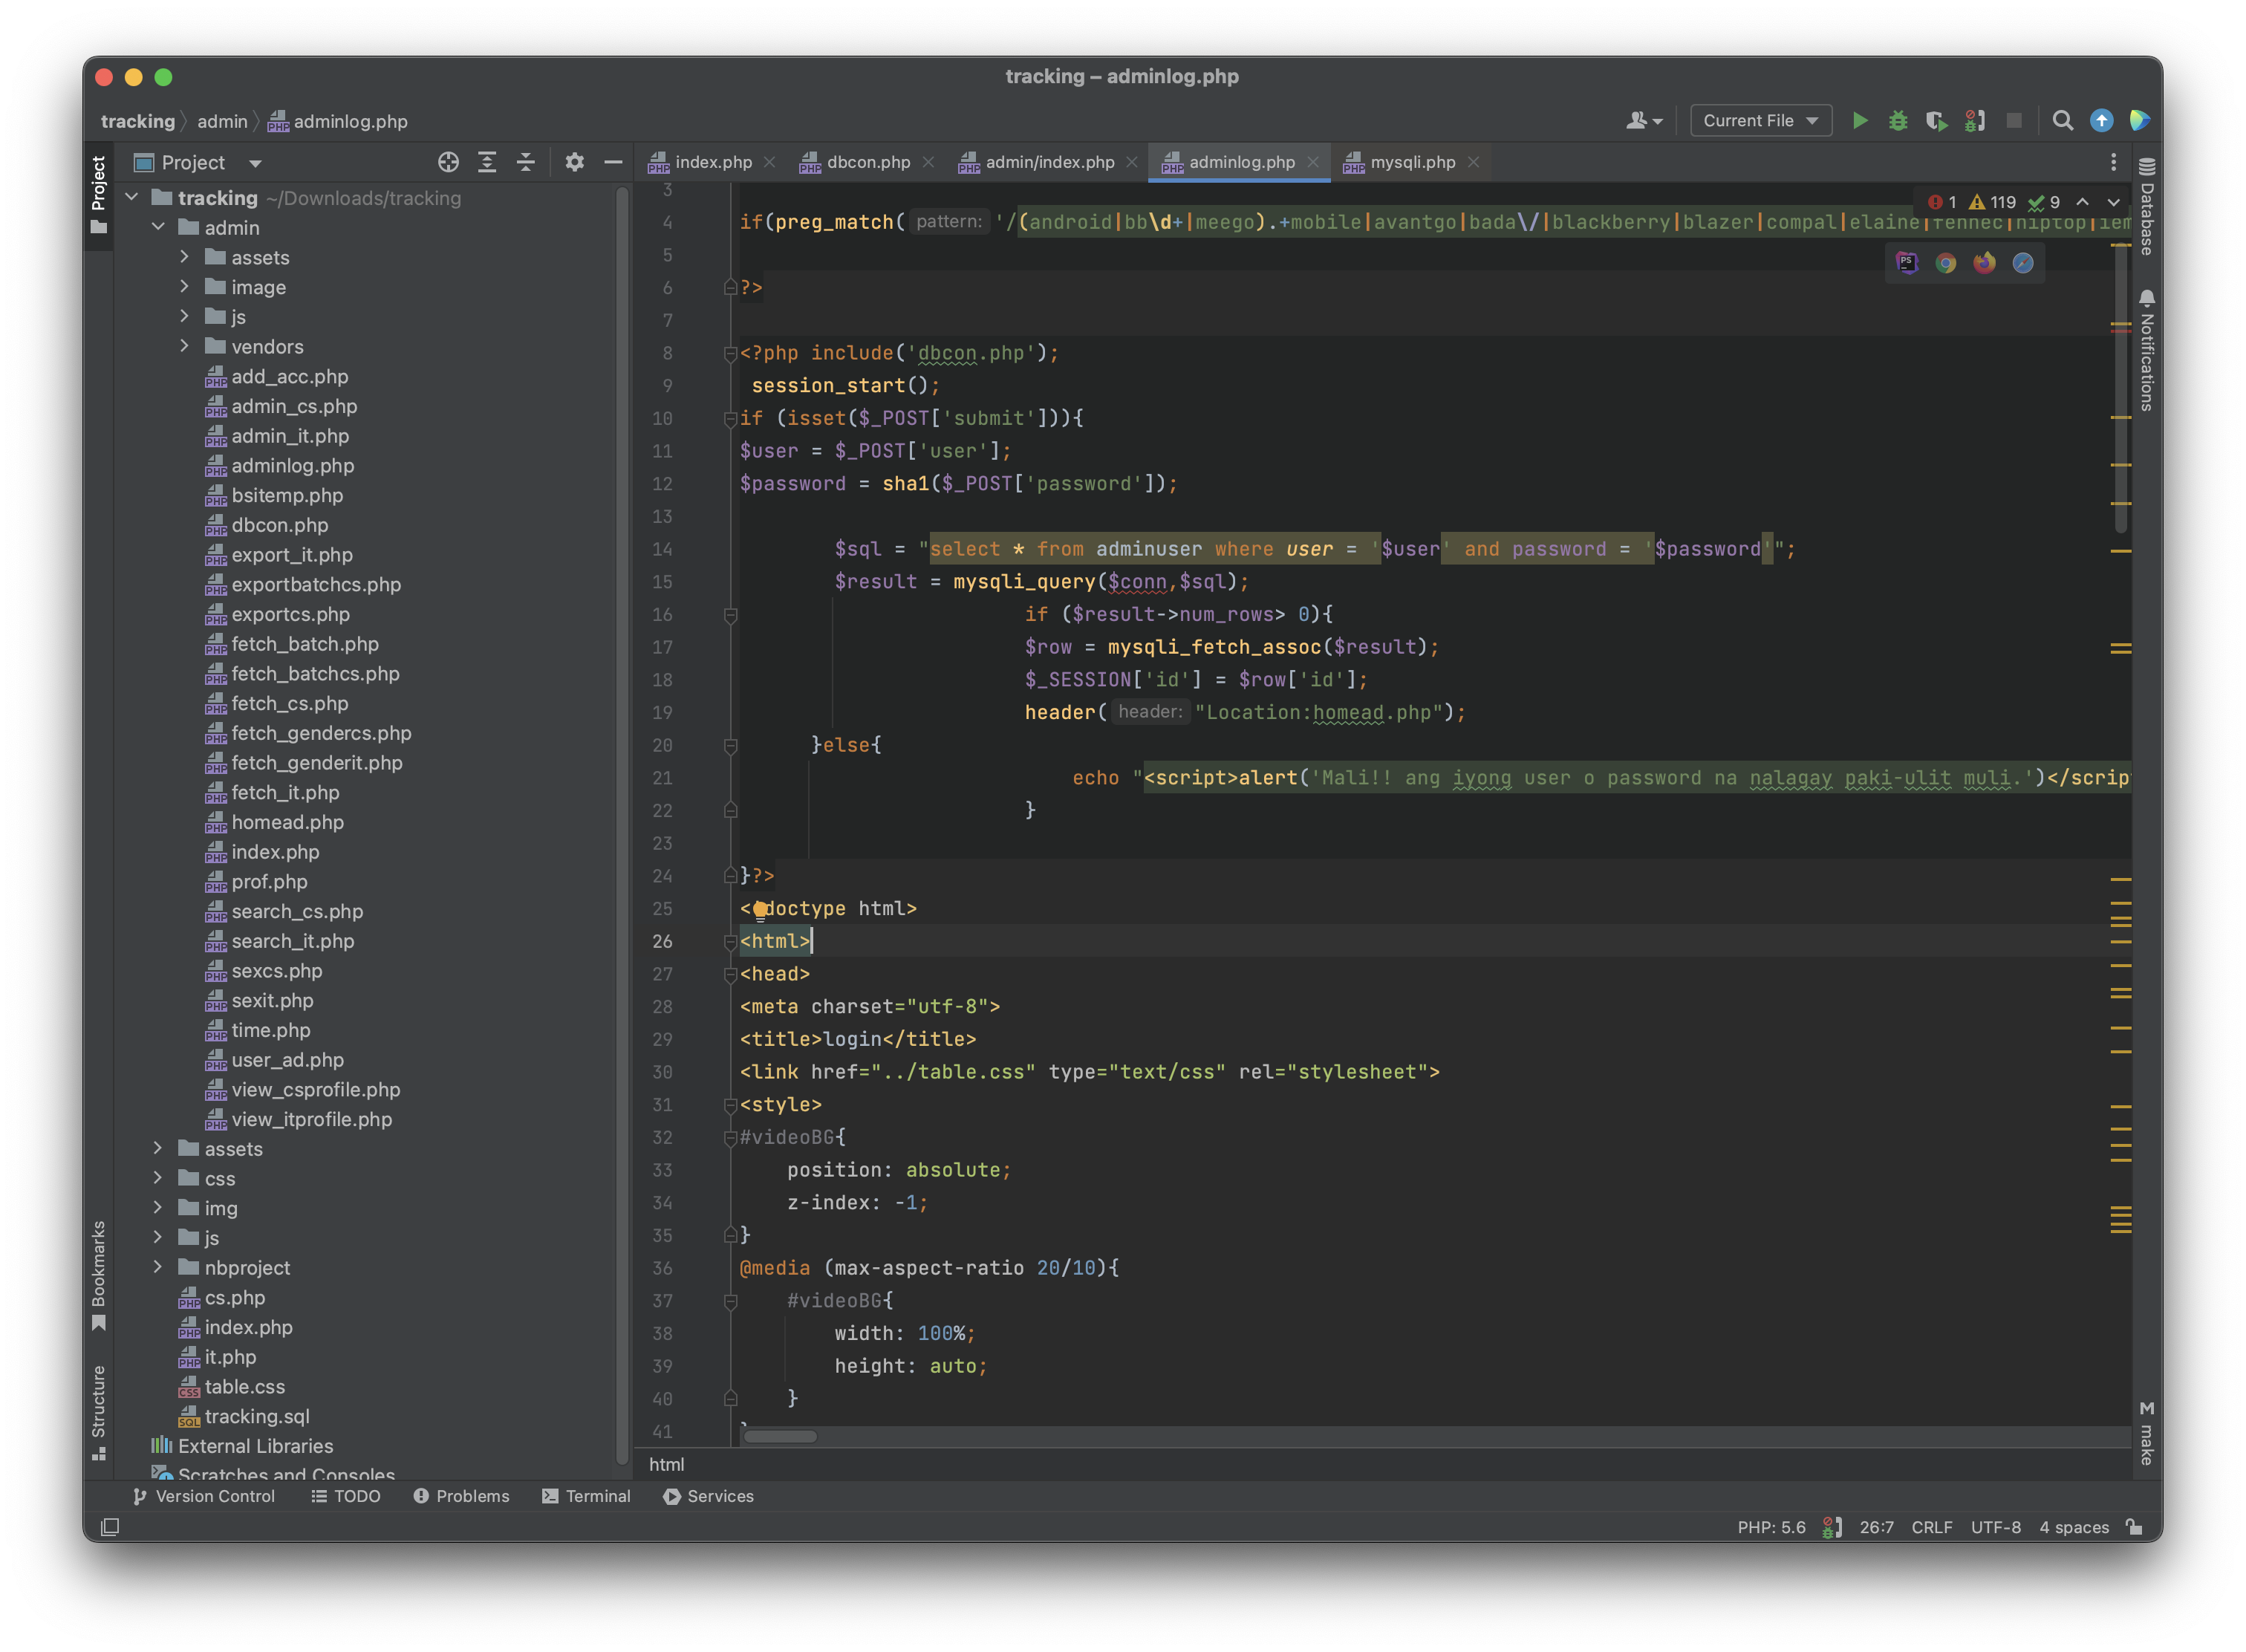 tracking – adminlog.php
tracking admin adminlog.php
Current File
Project
index.php
dbcon.php
admin/index.php
adminlog.php
mysqli.php
Project
tracking ~/Downloads/tracking
admin
assets
image
js
vendors
add_acc.php
admin_cs.php
admin_it.php
adminlog.php
bsitemp.php
dbcon.php
export_it.php
exportbatchcs.php
exportcs.php
fetch_batch.php
fetch_batchcs.php
fetch_cs.php
fetch_gendercs.php
fetch_genderit.php
fetch_it.php
homead.php
index.php
prof.php
search_cs.php
search_it.php
sexcs.php
sexit.php
time.php
user_ad.php
view_csprofile.php
view_itprofile.php
assets
css
img
js
nbproject
cs.php
index.php
it.php
table.css
tracking.sql
External Libraries
Scratches and Consoles
Bookmarks
Structure
1 119 9
3
4 if(preg_match( pattern: '/(android|bb\d+|meego).+mobile|avantgo|bada\/|blackberry|blazer|compal|elaine|fennec|hiptop|iem
5
6 ?>
7
8 <?php include('dbcon.php');
9 session_start();
10 if (isset($_POST['submit'])){
11 $user = $_POST['user'];
12 $password = sha1($_POST['password']);
13
14 $sql = "select * from adminuser where user = '$user' and password = '$password'";
15 $result = mysqli_query($conn,$sql);
16 if ($result->num_rows> 0){
17 $row = mysqli_fetch_assoc($result);
18 $_SESSION['id'] = $row['id'];
19 header( header: "Location:homead.php");
20 }else{
21 echo "<script>alert('Mali!! ang iyong user o password na nalagay paki-ulit muli.')</scrip
22 }
23
24 }?>
25 <doctype html>
26 <html>
27 <head>
28 <meta charset="utf-8">
29 <title>login</title>
30 <link href="../table.css" type="text/css" rel="stylesheet">
31 <style>
32 #videoBG{
33 position: absolute;
34 z-index: -1;
35 }
36 @media (max-aspect-ratio 20/10){
37 #videoBG{
38 width: 100%;
39 height: auto;
40 }
41
html
Database
Notifications
M make
Version Control
TODO
Problems
Terminal
Services
PHP: 5.6
26:7
CRLF
UTF-8
4 spaces